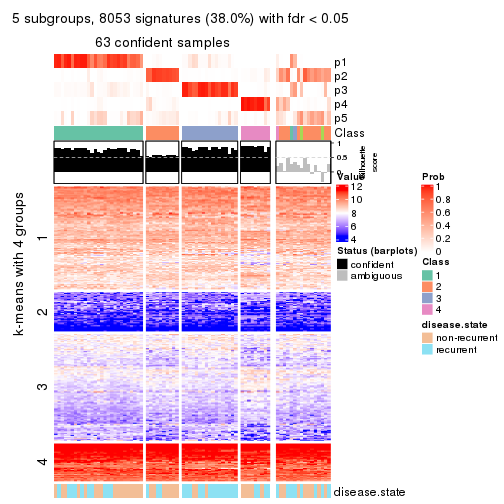 5 subgroups, 8053 signatures (38.0%) with fdr < 0.05
63 confident samples
p1
p2
p3
p4
p5
Class
1
0.5
0
Silhouette
score
k-means with 4 groups
1
2
3
4
disease.state
Value
12
10
8
6
4
Prob
1
0.8
0.6
0.4
0.2
0
Status (barplots)
confident
ambiguous
Class
1
2
3
4
disease.state
non-recurrent
recurrent